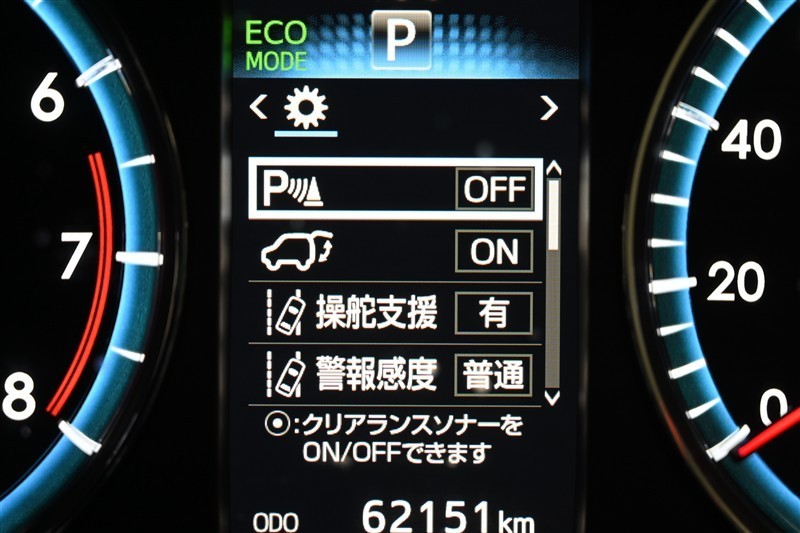 ECO
MODE
P
6
7
8
P OFF
ON
操舵支援 有
警報感度 普通
:クリアランスソナーを
ON/OFFできます
ODO 62151km
40
20
0